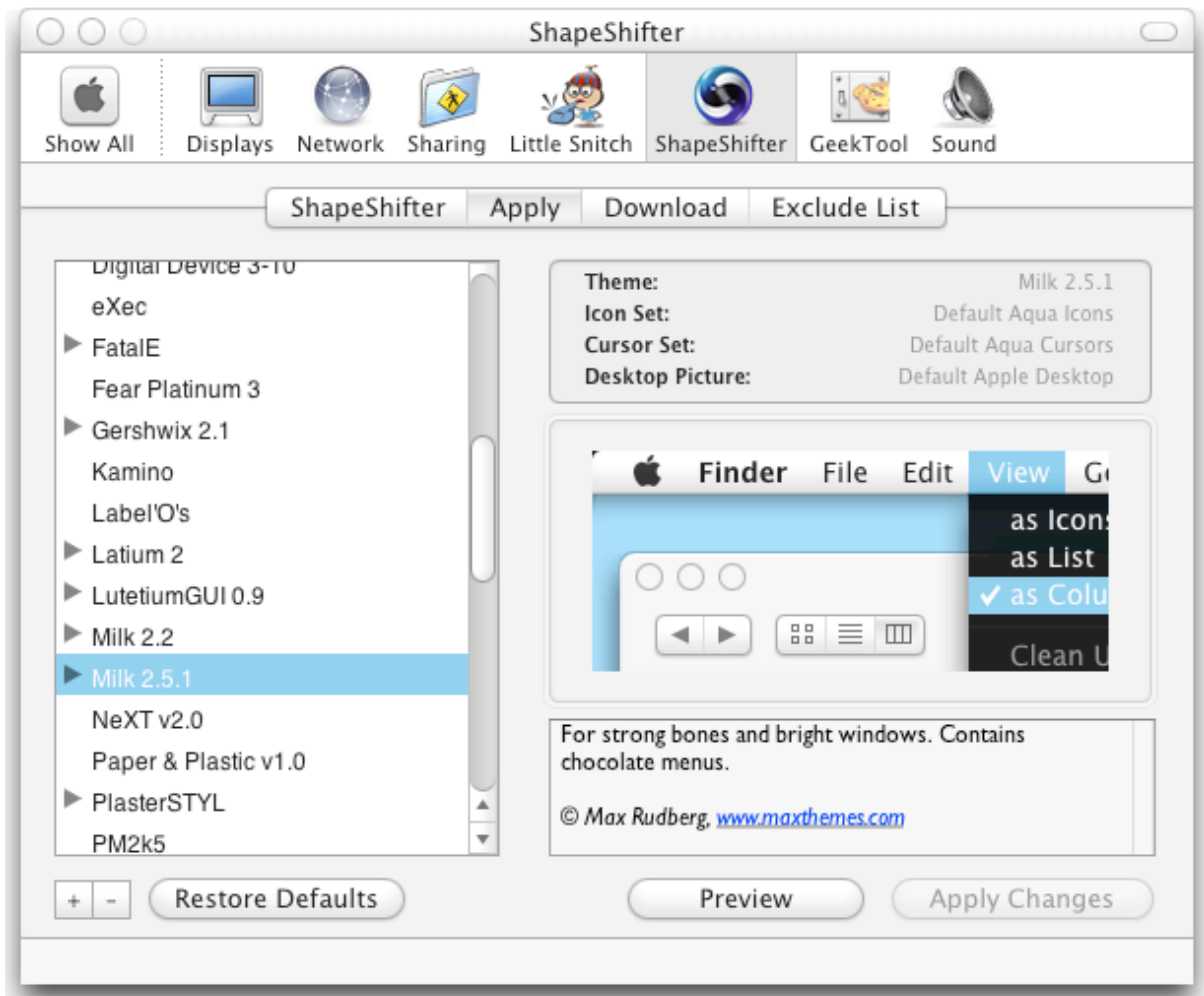 ShapeShifter
Show All
Displays
Network
Sharing
Little Snitch
ShapeShifter
GeekTool
Sound
ShapeShifter
Apply
Download
Exclude List
Digital Device 3-10
eXec
FatalE
Fear Platinum 3
Gershwix 2.1
Kamino
Label'O's
Latium 2
LutetiumGUI 0.9
Milk 2.2
Milk 2.5.1
NeXT v2.0
Paper & Plastic v1.0
PlasterSTYL
PM2k5
+ -
Restore Defaults
Theme: Milk 2.5.1
Icon Set: Default Aqua Icons
Cursor Set: Default Aqua Cursors
Desktop Picture: Default Apple Desktop
Finder File Edit View G
as Icons
as List
✓ as Colu
Clean U
For strong bones and bright windows. Contains
chocolate menus.
© Max Rudberg, www.maxthemes.com
Preview
Apply Changes